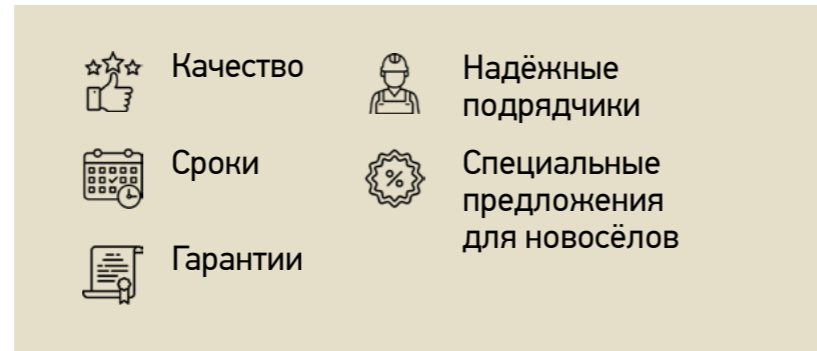 Качество
Сроки
Гарантии
Надёжные
подрядчики
%
Специальные
предложения
для новосёлов